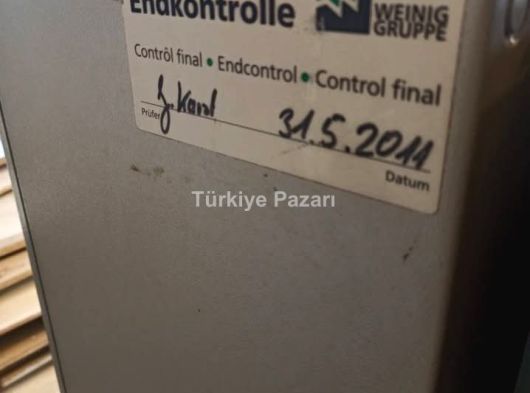 Endkontrolle
WEINIG
GRUPPE
Contrôl final • Endcontrol • Control final
31.5.2011
Prüfer
Datum
Türkiye Pazarı